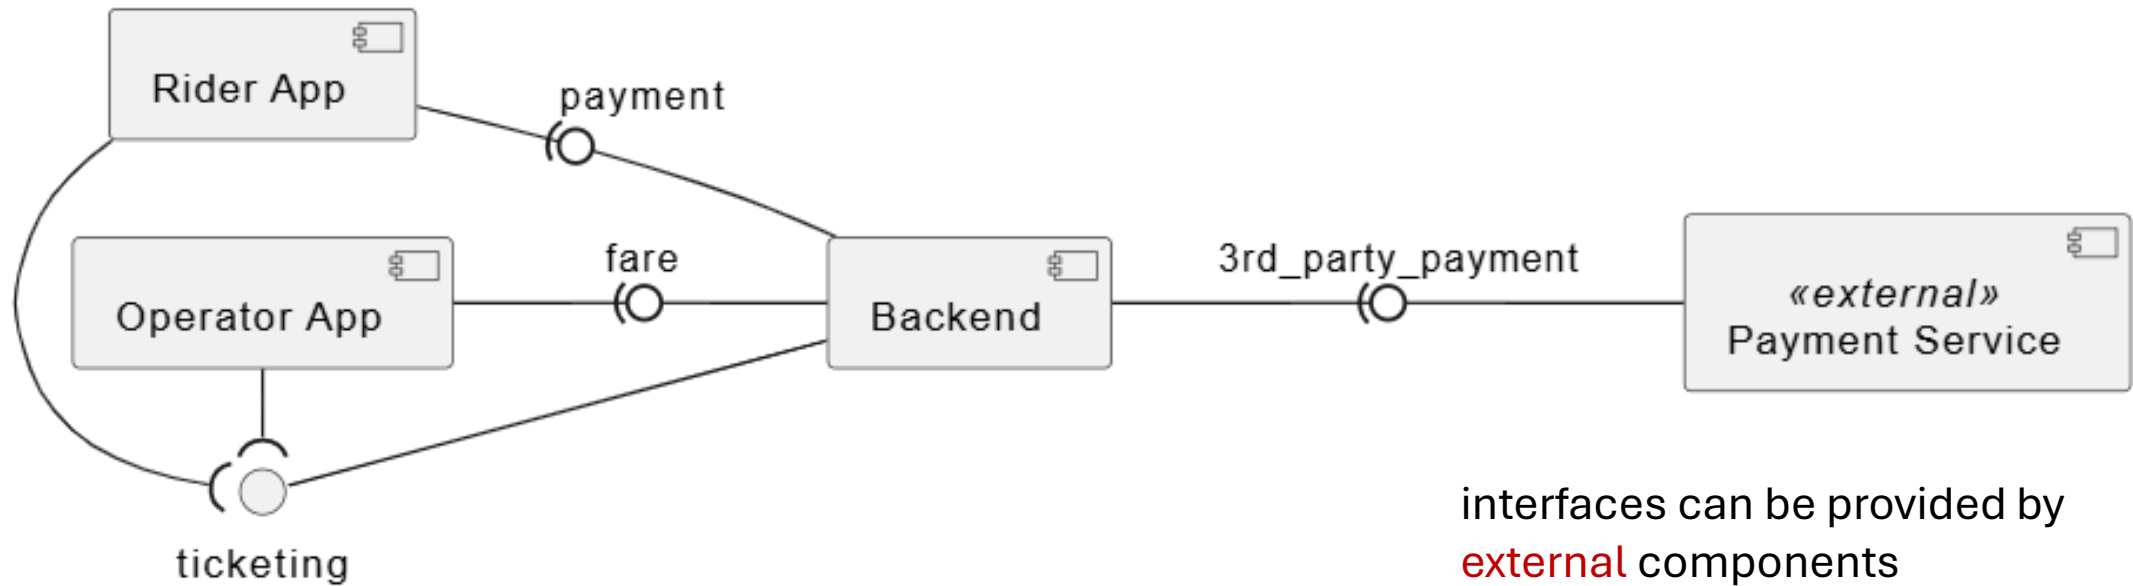 Rider App
payment
Operator App
fare
Backend
3rd_party_payment
«external»
Payment Service
ticketing
interfaces can be provided by
external components